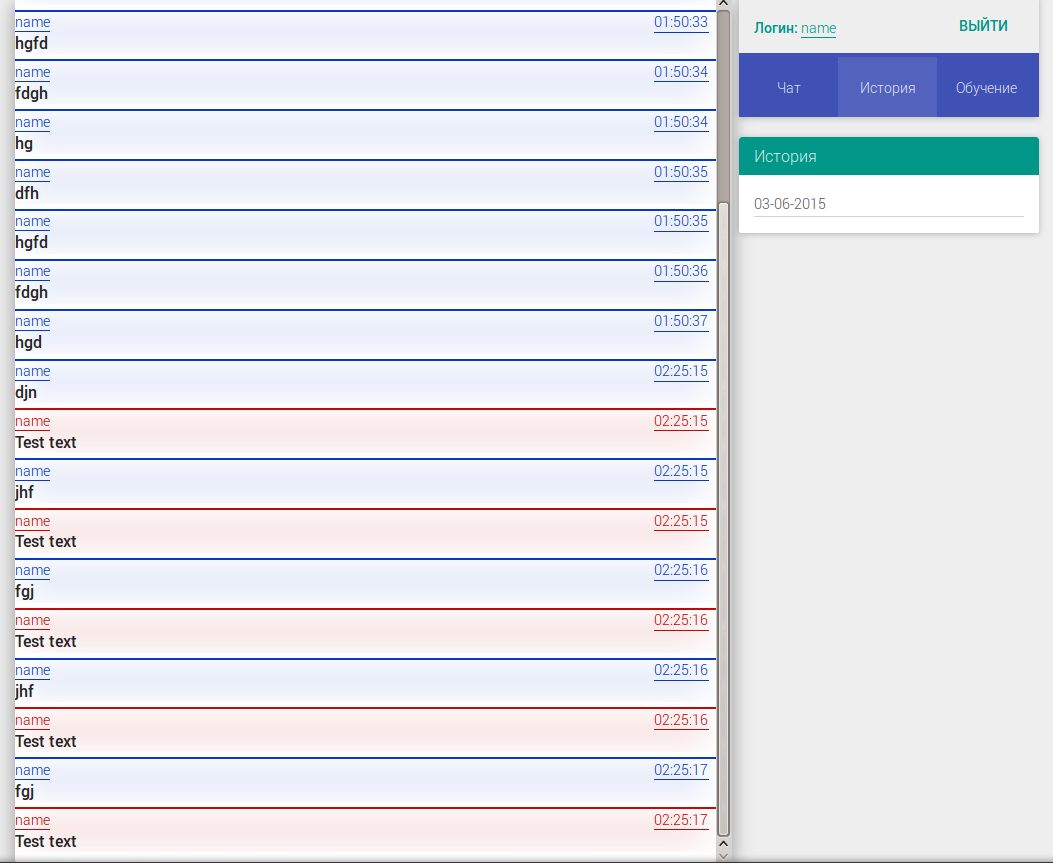 name 01:50:33
hgfd
name 01:50:34
fdgh
name 01:50:34
hg
name 01:50:35
dfh
name 01:50:35
hgfd
name 01:50:36
fdgh
name 01:50:37
hgd
name 02:25:15
djn
name 02:25:15
Test text
name 02:25:15
jhf
name 02:25:15
Test text
name 02:25:16
fgj
name 02:25:16
Test text
name 02:25:16
jhf
name 02:25:16
Test text
name 02:25:17
fgj
name 02:25:17
Test text
Логин: name ВЫЙТИ
Чат История Обучение
История
03-06-2015